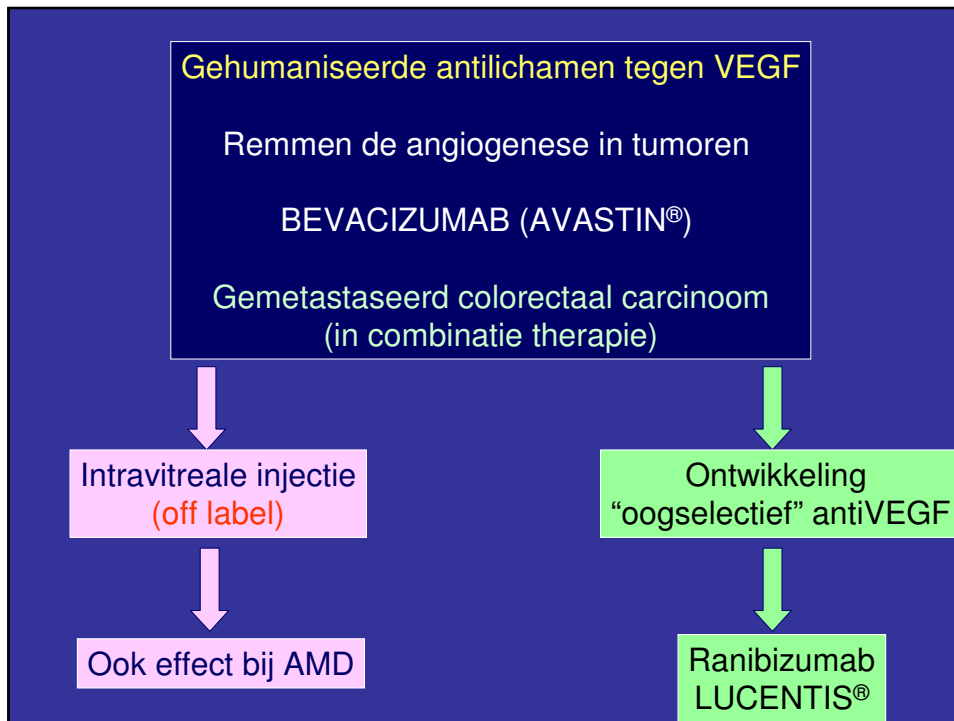 Gehumaniseerde antilichamen tegen VEGF
Remmen de angiogenese in tumoren
BEVACIZUMAB (AVASTIN®)
Gemetastaseerd colorectaal carcinoom
(in combinatie therapie)
Intravitreale injectie
(off label)
Ook effect bij AMD
Ontwikkeling
“oogselectief” antiVEGF
Ranibizumab
LUCENTIS®